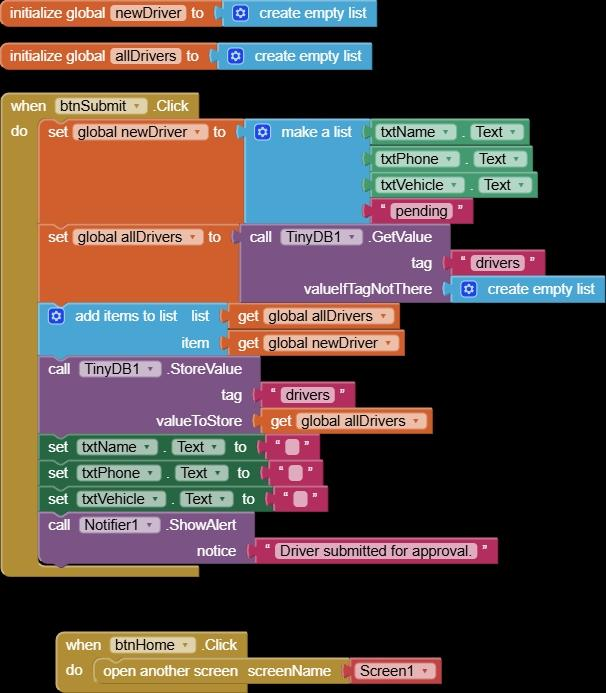 initialize global newDriver to create empty list
initialize global allDrivers to create empty list
when btnSubmit .Click
do set global newDriver to make a list txtName . Text
txtPhone . Text
txtVehicle . Text
“ pending ”
set global allDrivers to call TinyDB1 .GetValue
tag “ drivers ”
valueIfTagNotThere create empty list
add items to list list get global allDrivers
item get global newDriver
call TinyDB1 .StoreValue
tag “ drivers ”
valueToStore get global allDrivers
set txtName . Text to “ ”
set txtPhone . Text to “ ”
set txtVehicle . Text to “ ”
call Notifier1 .ShowAlert
notice “ Driver submitted for approval. ”
when btnHome .Click
do open another screen screenName Screen1